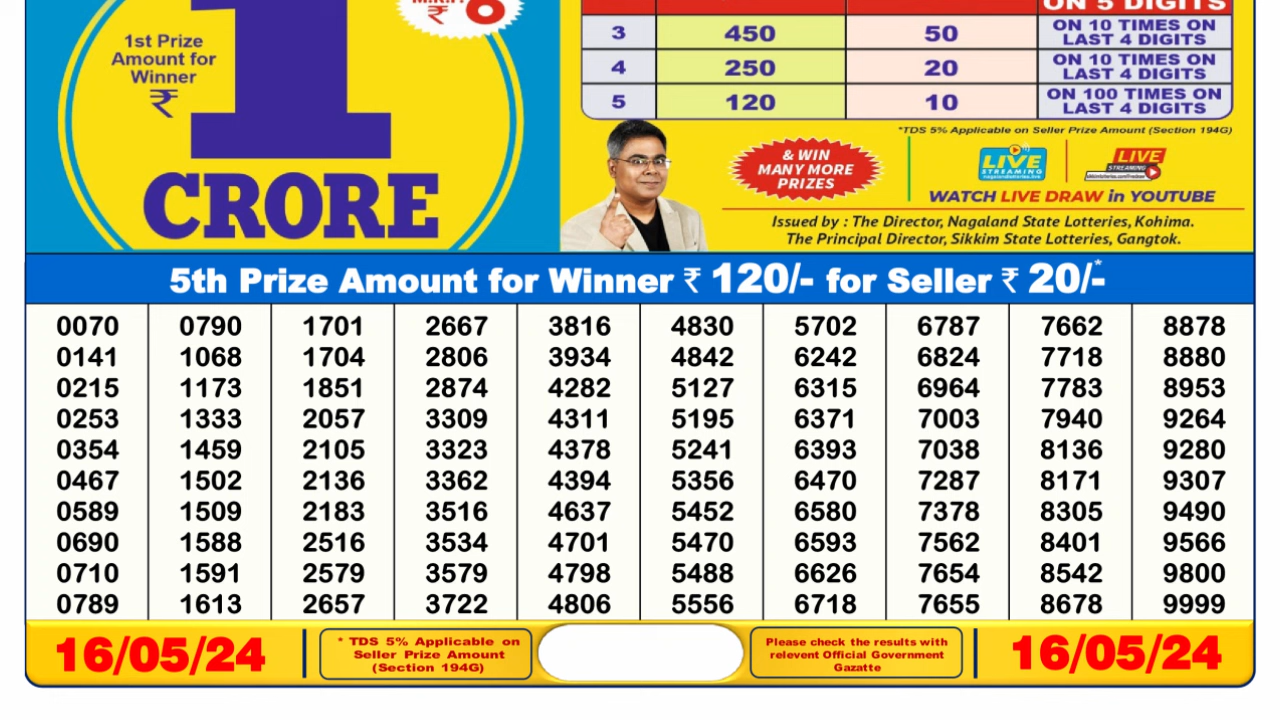 M.R.P.
₹ 6
1
1st Prize
Amount for
Winner
₹
CRORE
ON 5 DIGITS
3 450 50 ON 10 TIMES ON LAST 4 DIGITS
4 250 20 ON 10 TIMES ON LAST 4 DIGITS
5 120 10 ON 100 TIMES ON LAST 4 DIGITS
*TDS 5% Applicable on Seller Prize Amount (Section 194G)
& WIN
MANY MORE
PRIZES
LIVE
STREAMING
LIVE
STREAMING
WATCH LIVE DRAW in YOUTUBE
Issued by : The Director, Nagaland State Lotteries, Kohima.
The Principal Director, Sikkim State Lotteries, Gangtok.
5th Prize Amount for Winner ₹ 120/- for Seller ₹ 20/-*
0070 0790 1701 2667 3816 4830 5702 6787 7662 8878
0141 1068 1704 2806 3934 4842 6242 6824 7718 8880
0215 1173 1851 2874 4282 5127 6315 6964 7783 8953
0253 1333 2057 3309 4311 5195 6371 7003 7940 9264
0354 1459 2105 3323 4378 5241 6393 7038 8136 9280
0467 1502 2136 3362 4394 5356 6470 7287 8171 9307
0589 1509 2183 3516 4637 5452 6580 7378 8305 9490
0690 1588 2516 3534 4701 5470 6593 7562 8401 9566
0710 1591 2579 3579 4798 5488 6626 7654 8542 9800
0789 1613 2657 3722 4806 5556 6718 7655 8678 9999
16/05/24
* TDS 5% Applicable on
Seller Prize Amount
(Section 194G)
Please check the results with
relevent Official Government
Gazatte
16/05/24